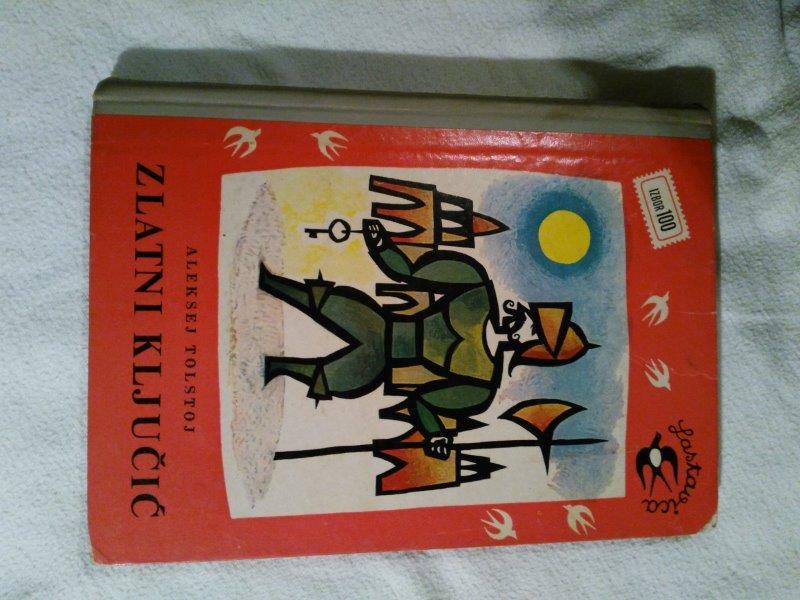 Lastavica
IZBOR 100
ALEKSEJ TOLSTOJ
ZLATNI KLJUČIĆ